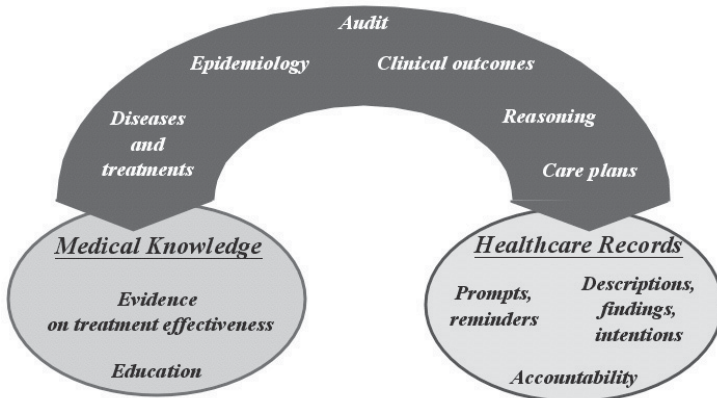 Audit
Epidemiology
Clinical outcomes
Diseases
and
treatments
Reasoning
Care plans
Medical Knowledge
Evidence
on treatment effectiveness
Education
Healthcare Records
Prompts,
reminders
Descriptions,
findings,
intentions
Accountability